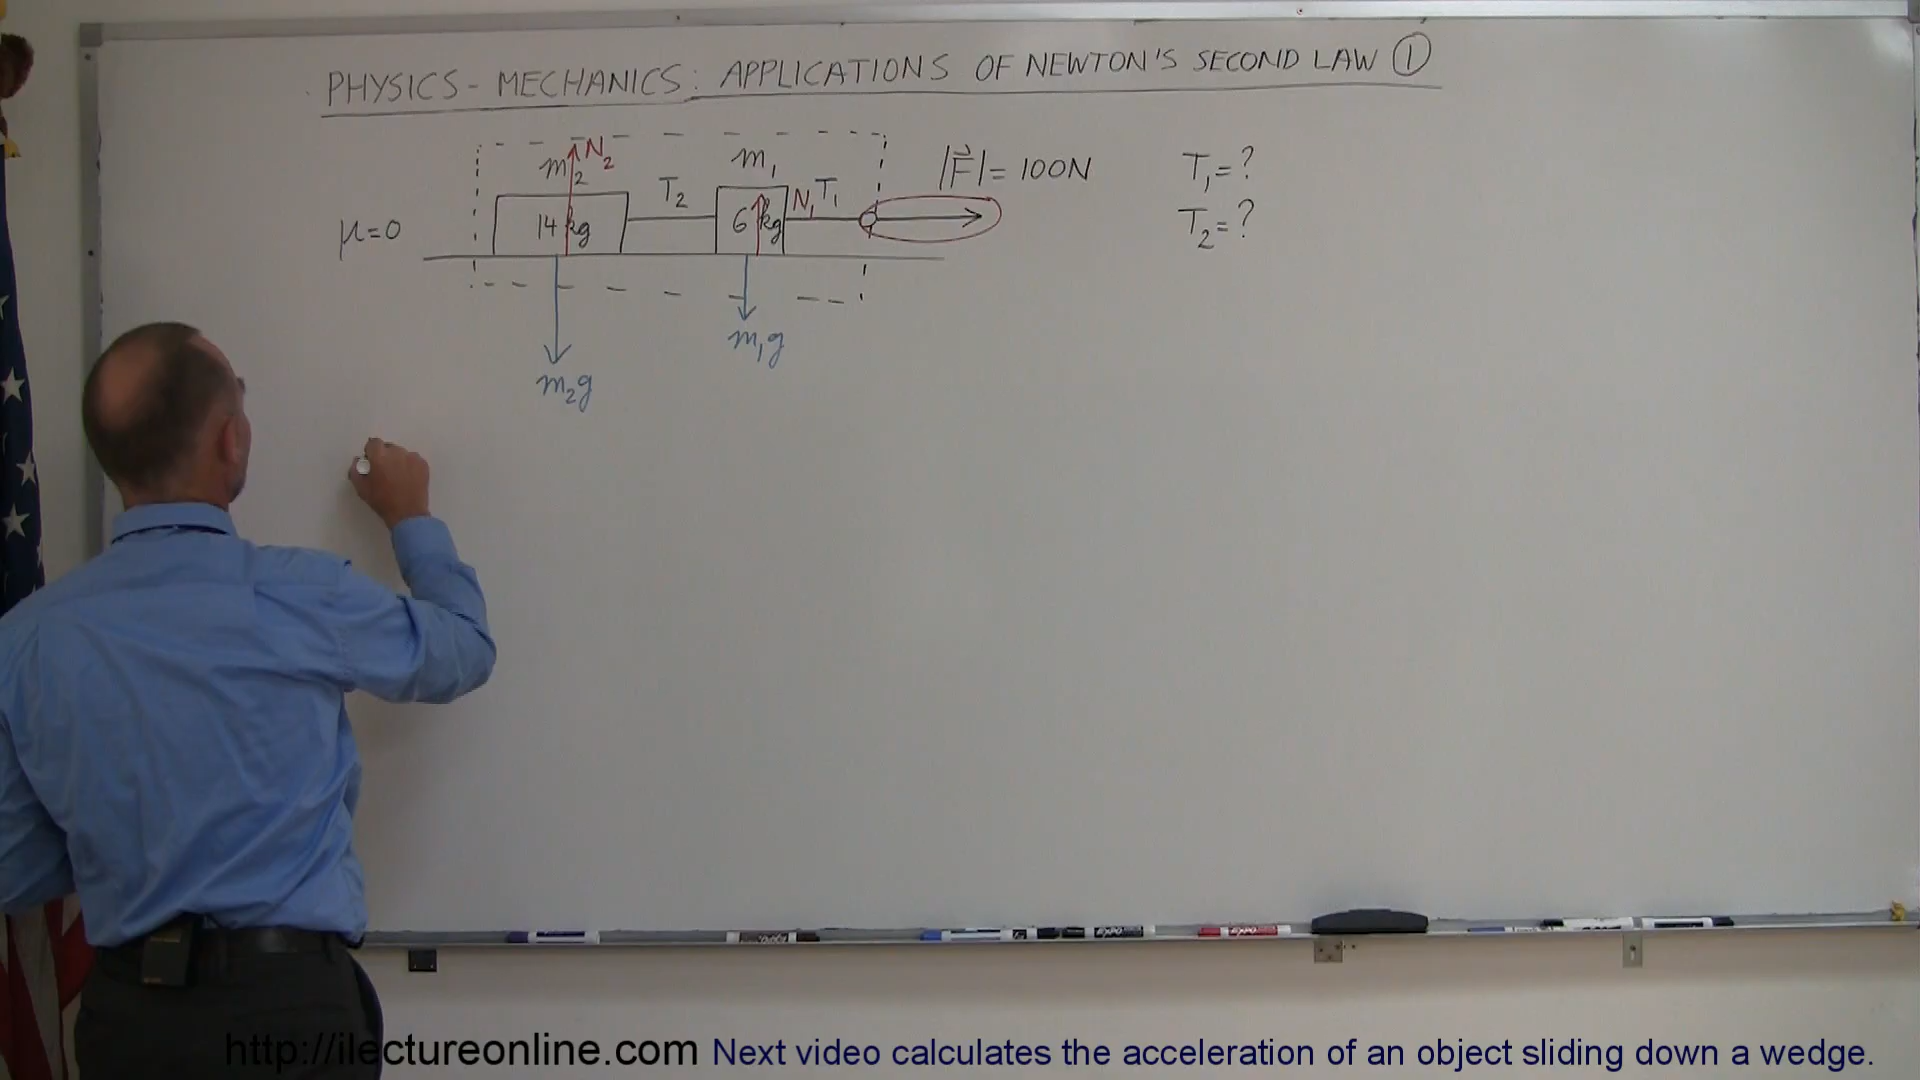 PHYSICS - MECHANICS: APPLICATIONS OF NEWTON'S SECOND LAW ①
m₂ N₂ m₁ |F⃗| = 100N T₁ = ?
T₂ N₁ T₁
μ=0 14 kg 6 kg T₂ = ?
m₁g
m₂g
EXPO
http://ilectureonline.com Next video calculates the acceleration of an object sliding down a wedge.